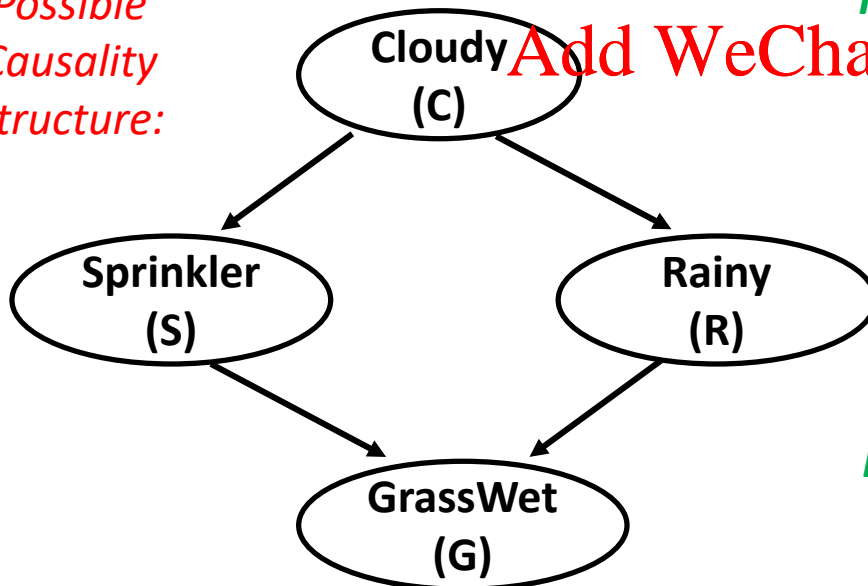 Possible
Causality
Structure:
Cloudy
(C)
Add WeCha
Sprinkler
(S)
Rainy
(R)
GrassWet
(G)